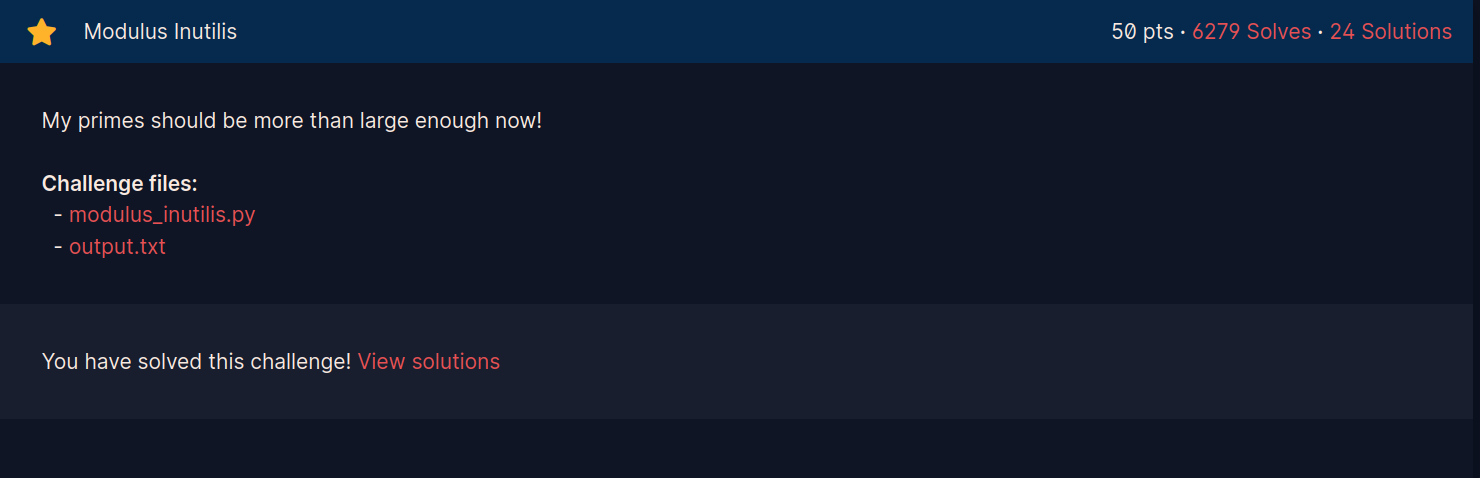 Modulus Inutilis 50 pts · 6279 Solves · 24 Solutions
My primes should be more than large enough now!
Challenge files:
- modulus_inutilis.py
- output.txt
You have solved this challenge! View solutions